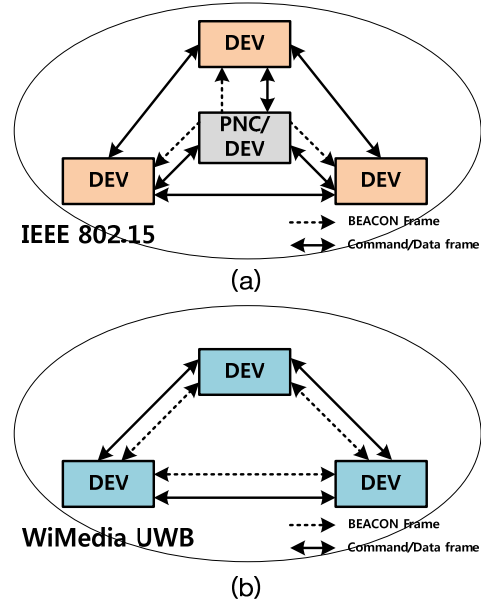 DEV
PNC/
DEV
DEV
DEV
BEACON Frame
IEEE 802.15
Command/Data frame
(a)
DEV
DEV
DEV
BEACON Frame
WiMedia UWB
Command/Data frame
(b)